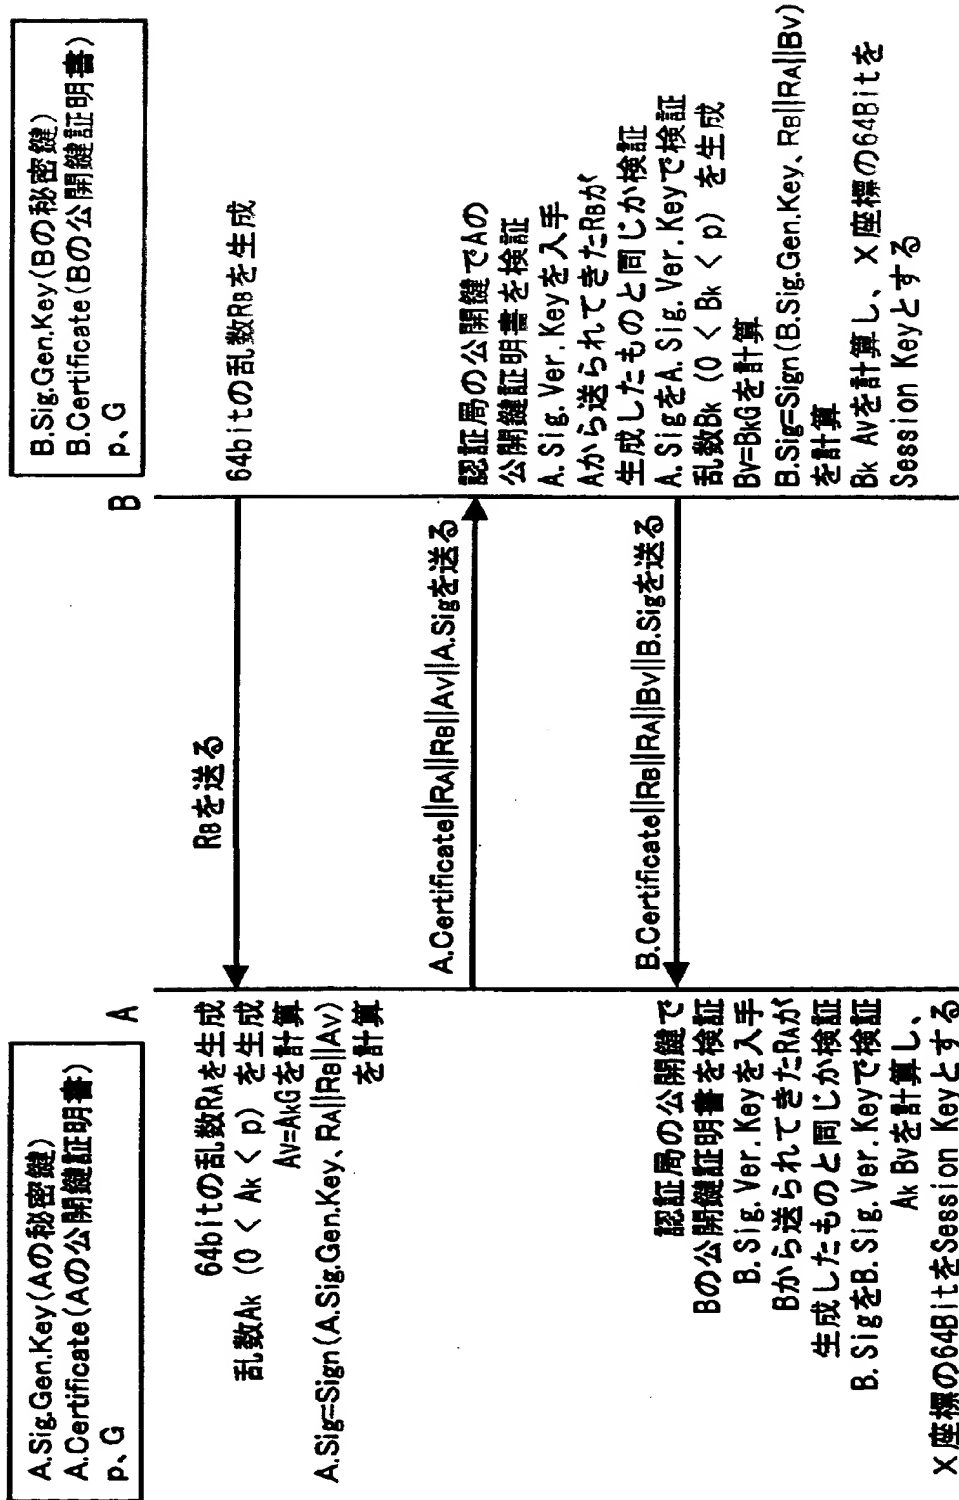 A.Sig.Gen.Key(Aの秘密鍵)
A.Certificate(Aの公開鍵証明書)
p、G
B.Sig.Gen.Key(Bの秘密鍵)
B.Certificate(Bの公開鍵証明書)
p、G
A
B
64bitの乱数RBを生成
RBを送る
64bitの乱数RAを生成
乱数Ak (0 < Ak < p) を生成
Av=AkGを計算
A.Sig=Sign(A.Sig.Gen.Key、RA||RB||Av)
を計算
A.Certificate||RA||RB||Av||A.Sigを送る
認証局の公開鍵でAの
公開鍵証明書を検証
A.Sig.Ver.Keyを入手
Aから送られてきたRBが
生成したものと同じか検証
A.SigをA.Sig.Ver.Keyで検証
乱数Bk (0 < Bk < p) を生成
Bv=BkGを計算
B.Sig=Sign(B.Sig.Gen.Key、RB||RA||Bv)
を計算
Bk Avを計算し、X座標の64Bitを
Session Keyとする
B.Certificate||RB||RA||Bv||B.Sigを送る
認証局の公開鍵で
Bの公開鍵証明書を検証
B.Sig.Ver.Keyを入手
Bから送られてきたRAが
生成したものと同じか検証
B.SigをB.Sig.Ver.Keyで検証
Ak Bvを計算し、
X座標の64BitをSession Keyとする